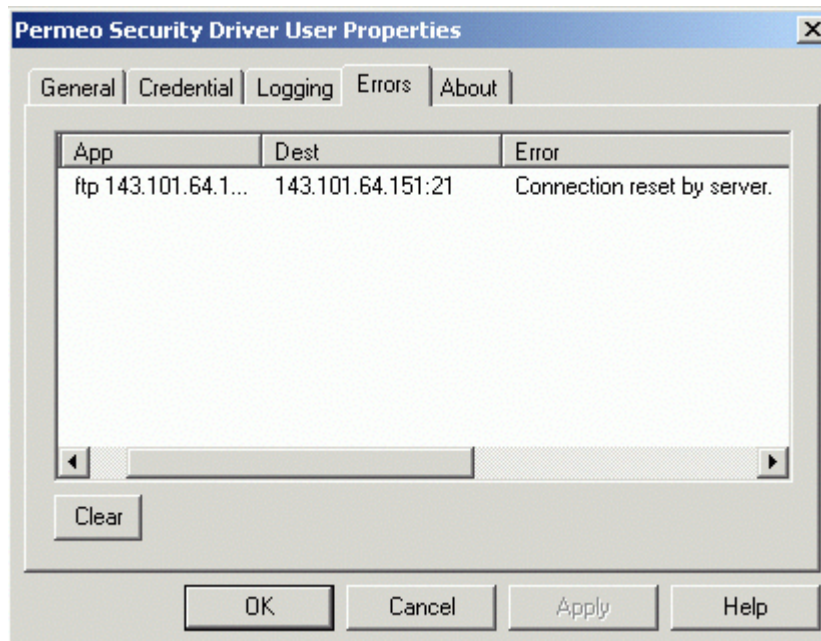 Permeo Security Driver User Properties
General Credential Logging Errors About
App Dest Error
ftp 143.101.64.1... 143.101.64.151:21 Connection reset by server.
Clear
OK Cancel Apply Help